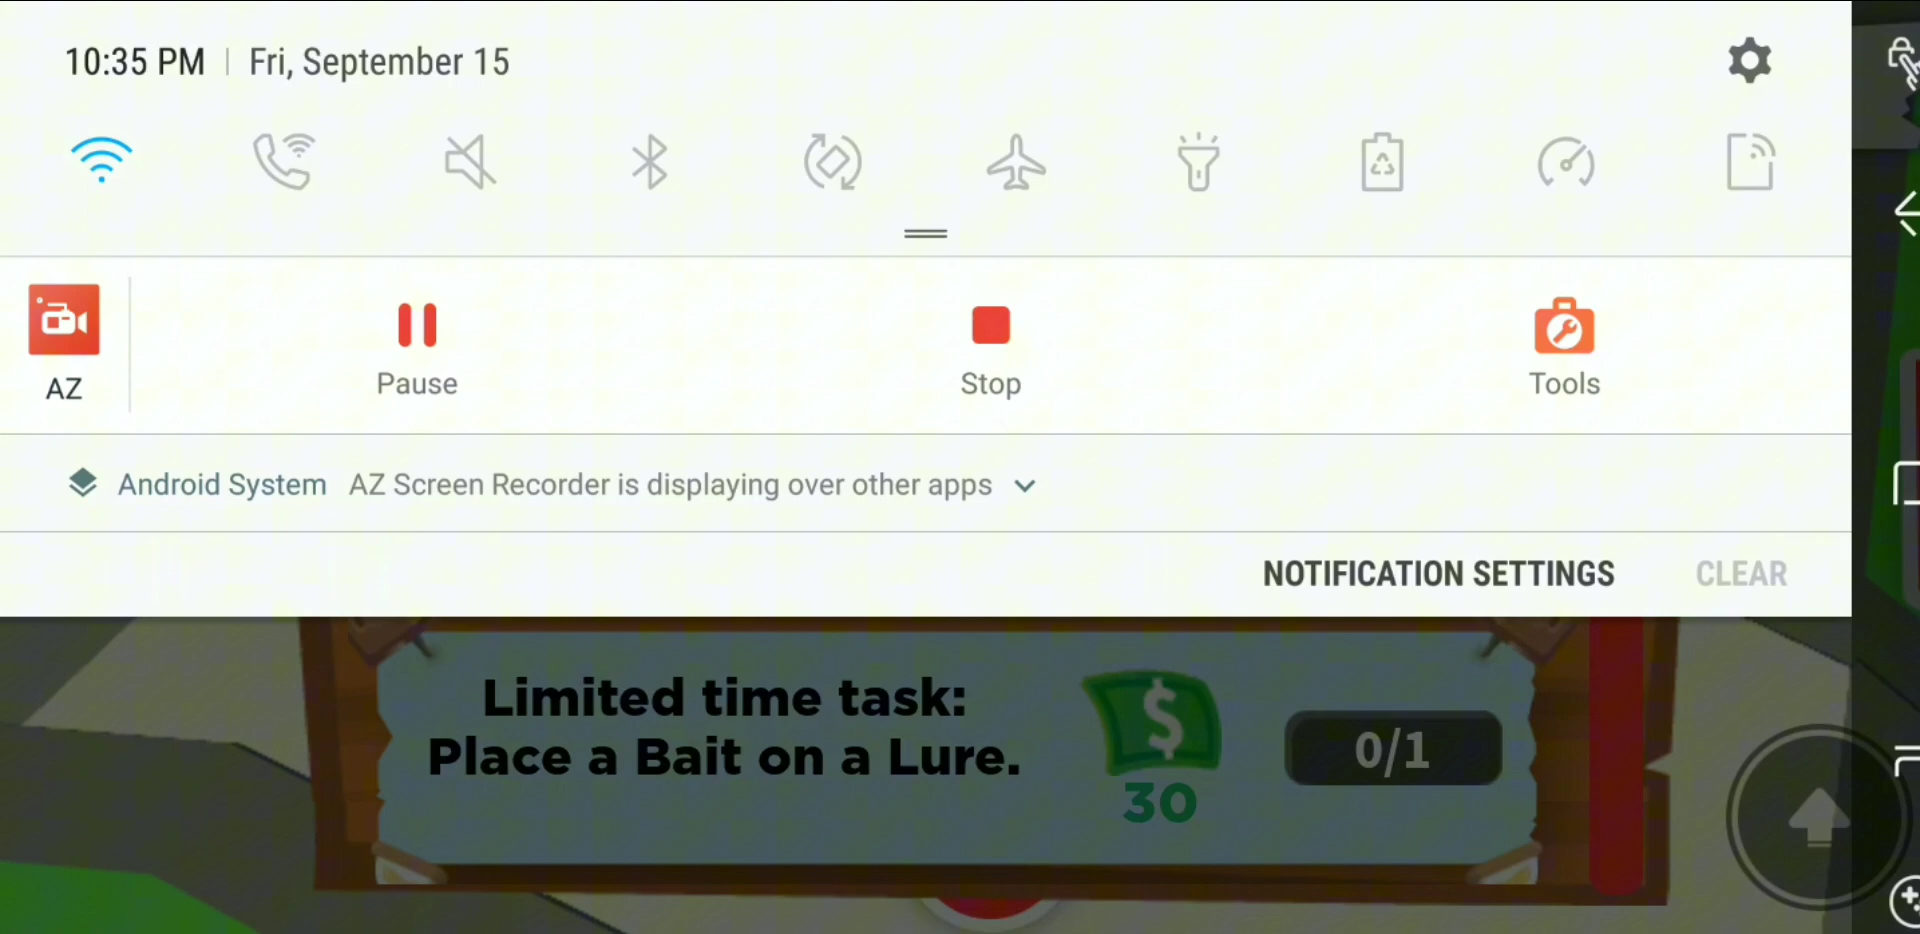 10:35 PM | Fri, September 15
AZ
Pause
Stop
Tools
Android System AZ Screen Recorder is displaying over other apps
NOTIFICATION SETTINGS CLEAR
Limited time task:
Place a Bait on a Lure.
$
30
0/1